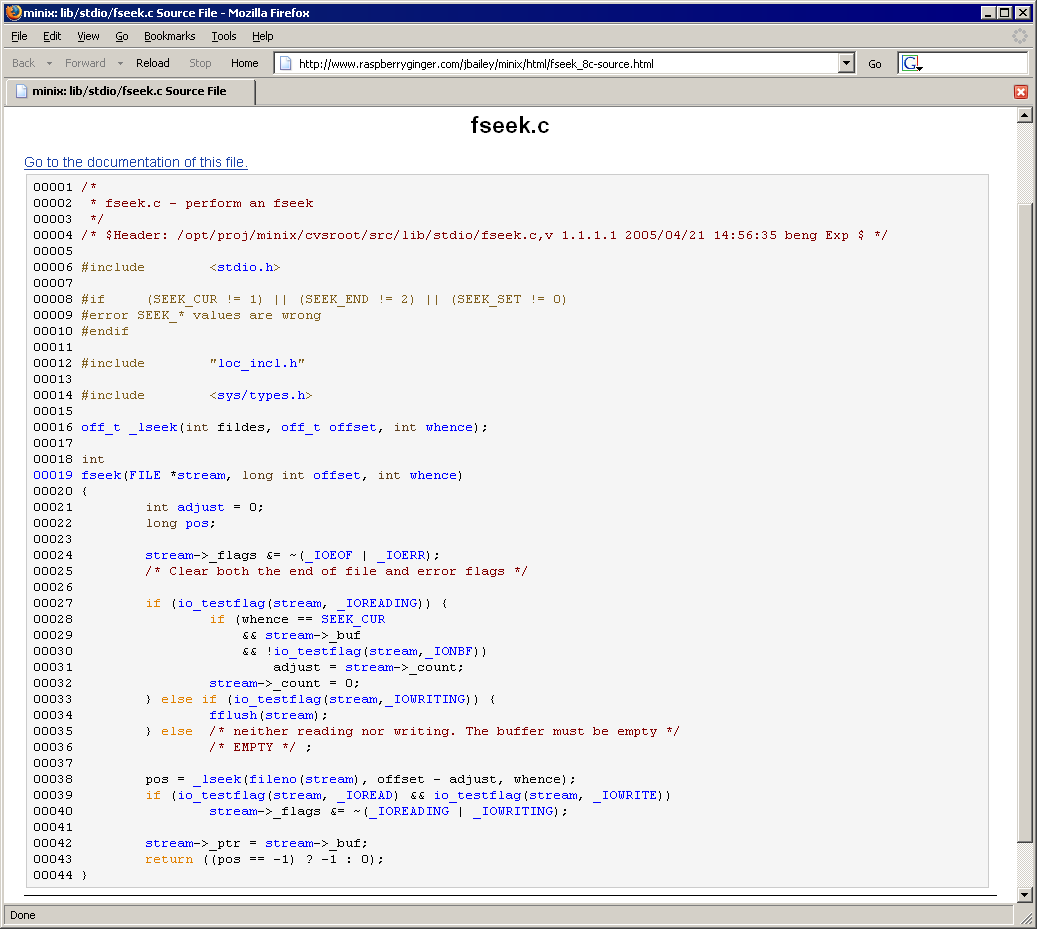 minix: lib/stdio/fseek.c Source File - Mozilla Firefox
File Edit View Go Bookmarks Tools Help
Back Forward Reload Stop Home http://www.raspberryginger.com/jbailey/minix/html/fseek_8c-source.html Go G
minix: lib/stdio/fseek.c Source File
fseek.c
Go to the documentation of this file.
00001 /*
00002  * fseek.c - perform an fseek
00003  */
00004 /* $Header: /opt/proj/minix/cvsroot/src/lib/stdio/fseek.c,v 1.1.1.1 2005/04/21 14:56:35 beng Exp $ */
00005
00006 #include        <stdio.h>
00007
00008 #if     (SEEK_CUR != 1) || (SEEK_END != 2) || (SEEK_SET != 0)
00009 #error SEEK_* values are wrong
00010 #endif
00011
00012 #include        "loc_incl.h"
00013
00014 #include        <sys/types.h>
00015
00016 off_t _lseek(int fildes, off_t offset, int whence);
00017
00018 int
00019 fseek(FILE *stream, long int offset, int whence)
00020 {
00021         int adjust = 0;
00022         long pos;
00023
00024         stream->_flags &= ~(_IOEOF | _IOERR);
00025         /* Clear both the end of file and error flags */
00026
00027         if (io_testflag(stream, _IOREADING)) {
00028                 if (whence == SEEK_CUR
00029                     && stream->_buf
00030                     && !io_testflag(stream,_IONBF))
00031                         adjust = stream->_count;
00032                 stream->_count = 0;
00033         } else if (io_testflag(stream,_IOWRITING)) {
00034                 fflush(stream);
00035         } else  /* neither reading nor writing. The buffer must be empty */
00036                 /* EMPTY */ ;
00037
00038         pos = _lseek(fileno(stream), offset - adjust, whence);
00039         if (io_testflag(stream, _IOREAD) && io_testflag(stream, _IOWRITE))
00040                 stream->_flags &= ~(_IOREADING | _IOWRITING);
00041
00042         stream->_ptr = stream->_buf;
00043         return ((pos == -1) ? -1 : 0);
00044 }
Done